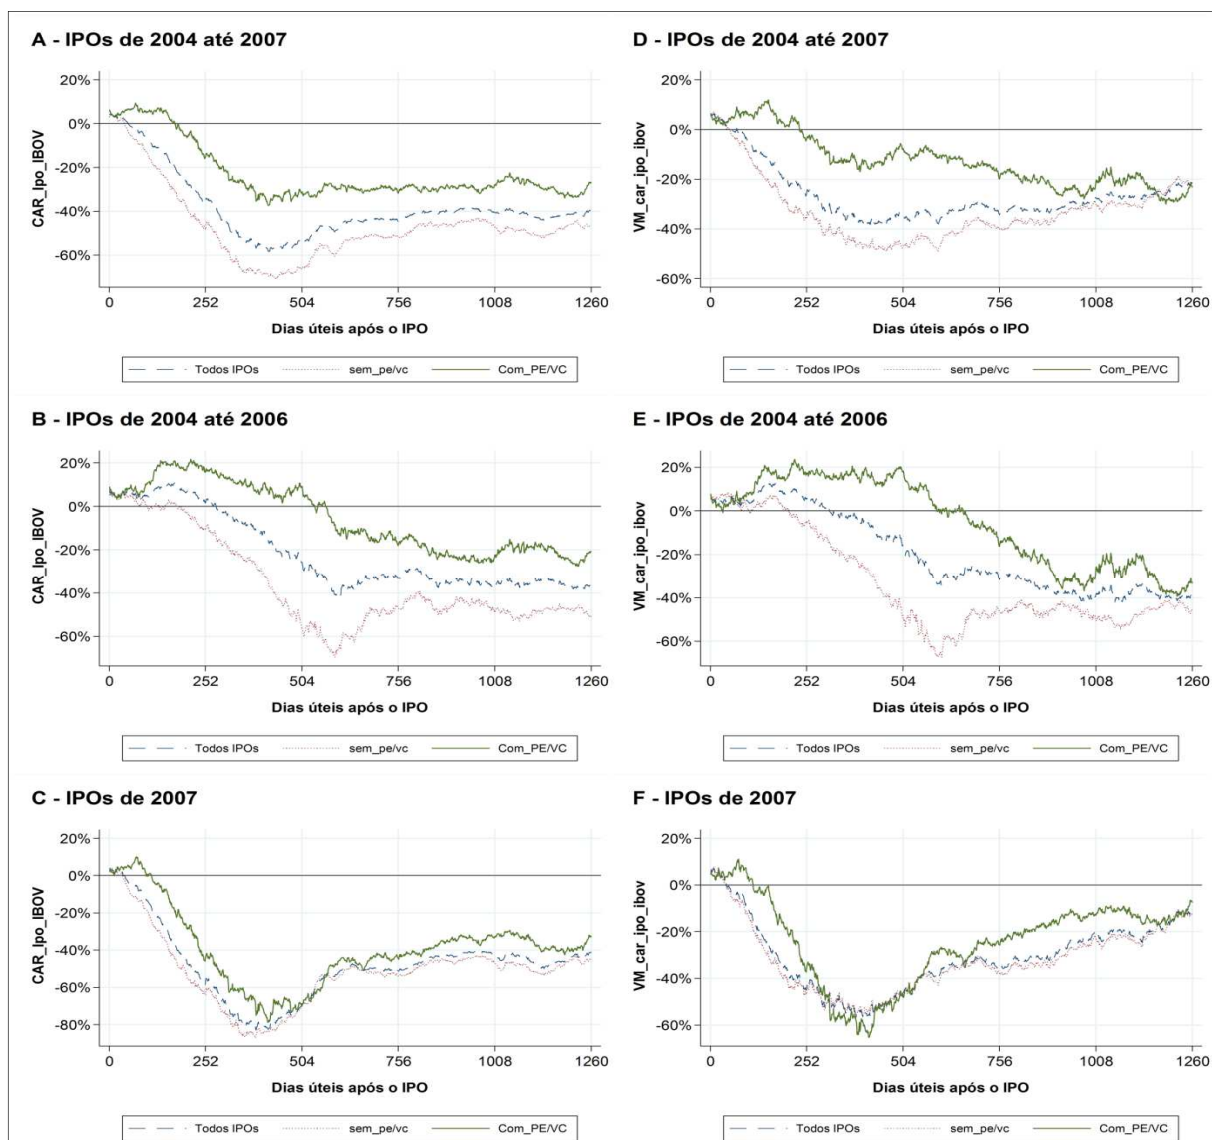 A - IPOs de 2004 até 2007
CAR_Ipo_IBOV
20%
0%
-20%
-40%
-60%
0 252 504 756 1008 1260
Dias úteis após o IPO
Todos IPOs sem_pe/vc Com_PE/VC
D - IPOs de 2004 até 2007
VM_car_ipo_ibov
20%
0%
-20%
-40%
-60%
0 252 504 756 1008 1260
Dias úteis após o IPO
Todos IPOs sem_pe/vc Com_PE/VC
B - IPOs de 2004 até 2006
CAR_Ipo_IBOV
20%
0%
-20%
-40%
-60%
0 252 504 756 1008 1260
Dias úteis após o IPO
Todos IPOs sem_pe/vc Com_PE/VC
E - IPOs de 2004 até 2006
VM_car_ipo_ibov
20%
0%
-20%
-40%
-60%
0 252 504 756 1008 1260
Dias úteis após o IPO
Todos IPOs sem_pe/vc Com_PE/VC
C - IPOs de 2007
CAR_Ipo_IBOV
20%
0%
-20%
-40%
-60%
-80%
0 252 504 756 1008 1260
Dias úteis após o IPO
Todos IPOs sem_pe/vc Com_PE/VC
F - IPOs de 2007
VM_car_ipo_ibov
20%
0%
-20%
-40%
-60%
0 252 504 756 1008 1260
Dias úteis após o IPO
Todos IPOs sem_pe/vc Com_PE/VC